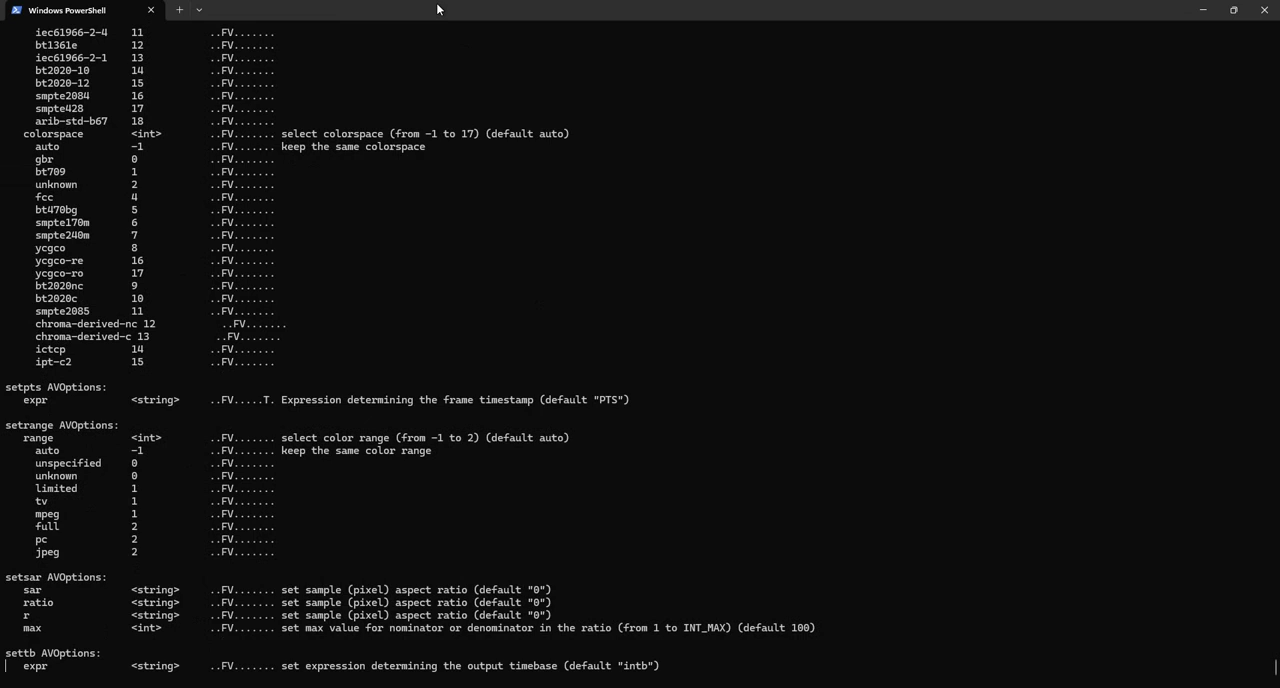 Windows PowerShell
iec61966-2-4 11 ..FV.......
bt1361e 12 ..FV.......
iec61966-2-1 13 ..FV.......
bt2020-10 14 ..FV.......
bt2020-12 15 ..FV.......
smpte2084 16 ..FV.......
smpte428 17 ..FV.......
arib-std-b67 18 ..FV.......
colorspace <int> ..FV....... select colorspace (from -1 to 17) (default auto)
auto -1 ..FV....... keep the same colorspace
gbr 0 ..FV.......
bt709 1 ..FV.......
unknown 2 ..FV.......
fcc 4 ..FV.......
bt470bg 5 ..FV.......
smpte170m 6 ..FV.......
smpte240m 7 ..FV.......
ycgco 8 ..FV.......
ycgco-re 16 ..FV.......
ycgco-ro 17 ..FV.......
bt2020nc 9 ..FV.......
bt2020c 10 ..FV.......
smpte2085 11 ..FV.......
chroma-derived-nc 12 ..FV.......
chroma-derived-c 13 ..FV.......
ictcp 14 ..FV.......
ipt-c2 15 ..FV.......
setpts AVOptions:
expr <string> ..FV.....T. Expression determining the frame timestamp (default "PTS")
setrange AVOptions:
range <int> ..FV....... select color range (from -1 to 2) (default auto)
auto -1 ..FV....... keep the same color range
unspecified 0 ..FV.......
unknown 0 ..FV.......
limited 1 ..FV.......
tv 1 ..FV.......
mpeg 1 ..FV.......
full 2 ..FV.......
pc 2 ..FV.......
jpeg 2 ..FV.......
setsar AVOptions:
sar <string> ..FV....... set sample (pixel) aspect ratio (default "0")
ratio <string> ..FV....... set sample (pixel) aspect ratio (default "0")
r <string> ..FV....... set sample (pixel) aspect ratio (default "0")
max <int> ..FV....... set max value for nominator or denominator in the ratio (from 1 to INT_MAX) (default 100)
settb AVOptions:
expr <string> ..FV....... set expression determining the output timebase (default "intb")